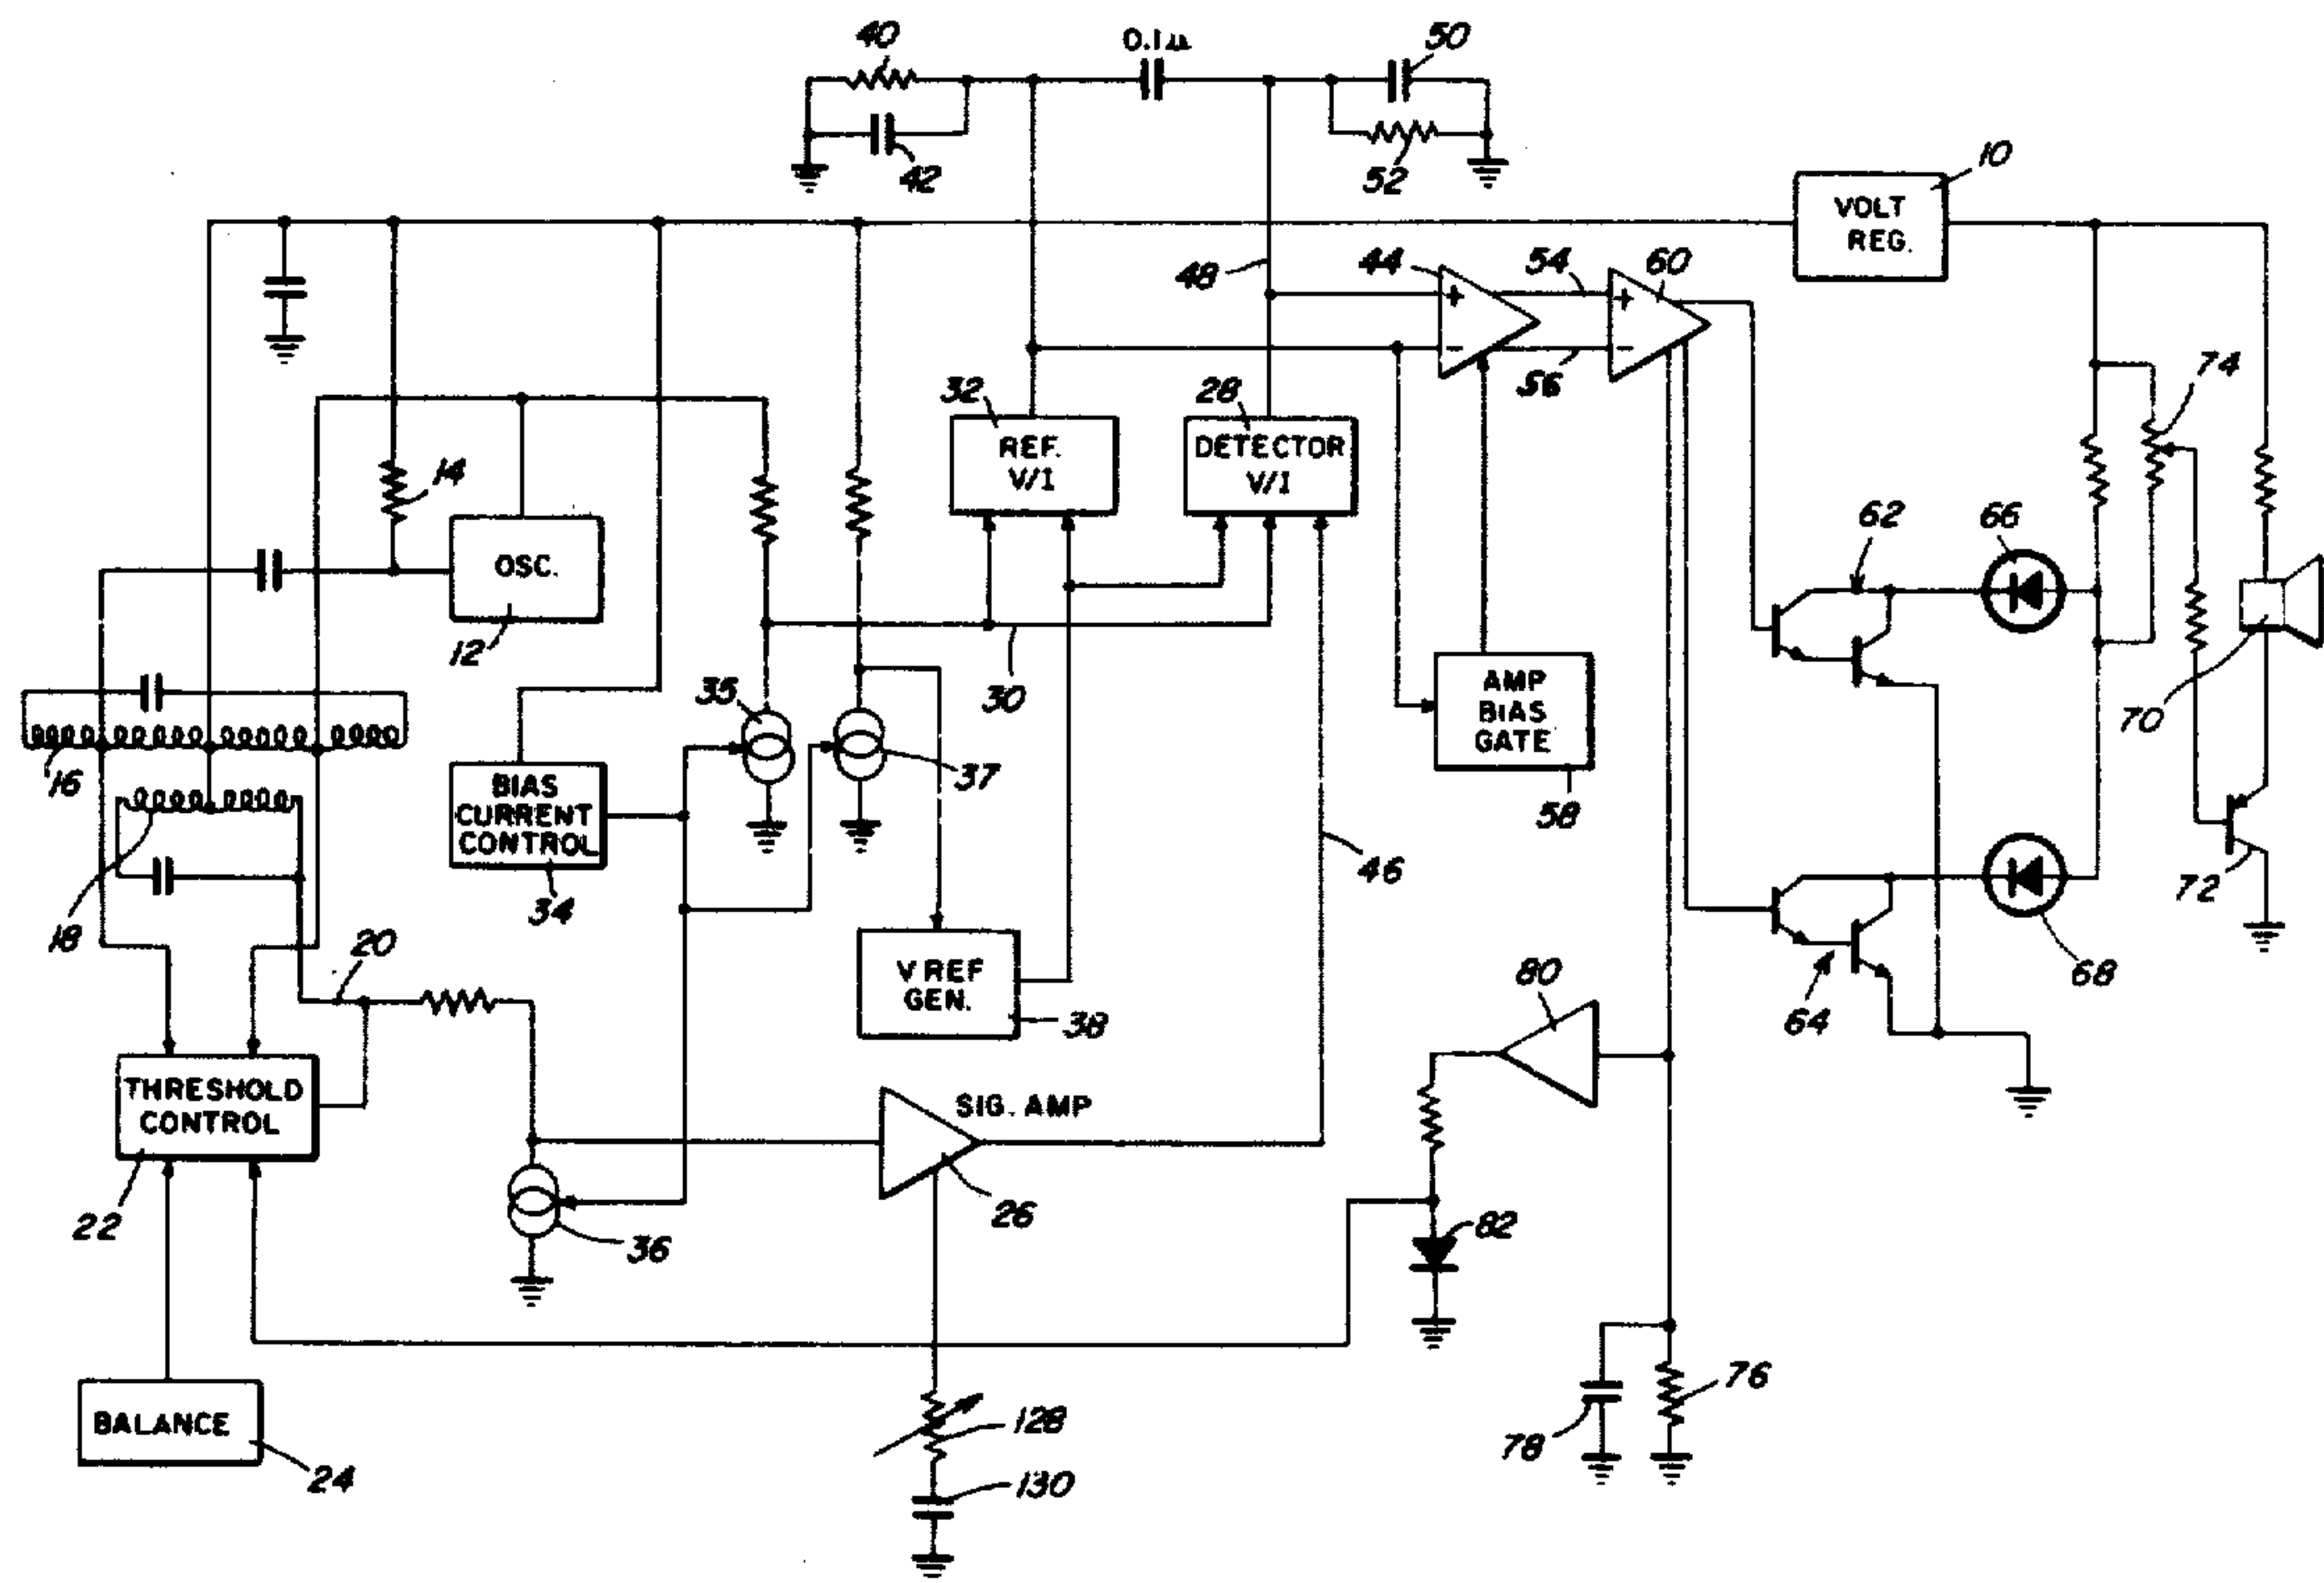 40
0.1µ
50
42
52
10
VOLT
REG.
48
44
54
60
56
74
32
28
REF.
V/I
DETECTOR
V/I
+
-
+
-
14
OSC.
12
62
66
30
35
37
AMP
BIAS
GATE
58
70
16
BIAS
CURRENT
CONTROL
34
46
72
18
20
V REF
GEN.
38
80
64
68
THRESHOLD
CONTROL
22
SIG. AMP
26
36
82
76
78
BALANCE
24
128
130